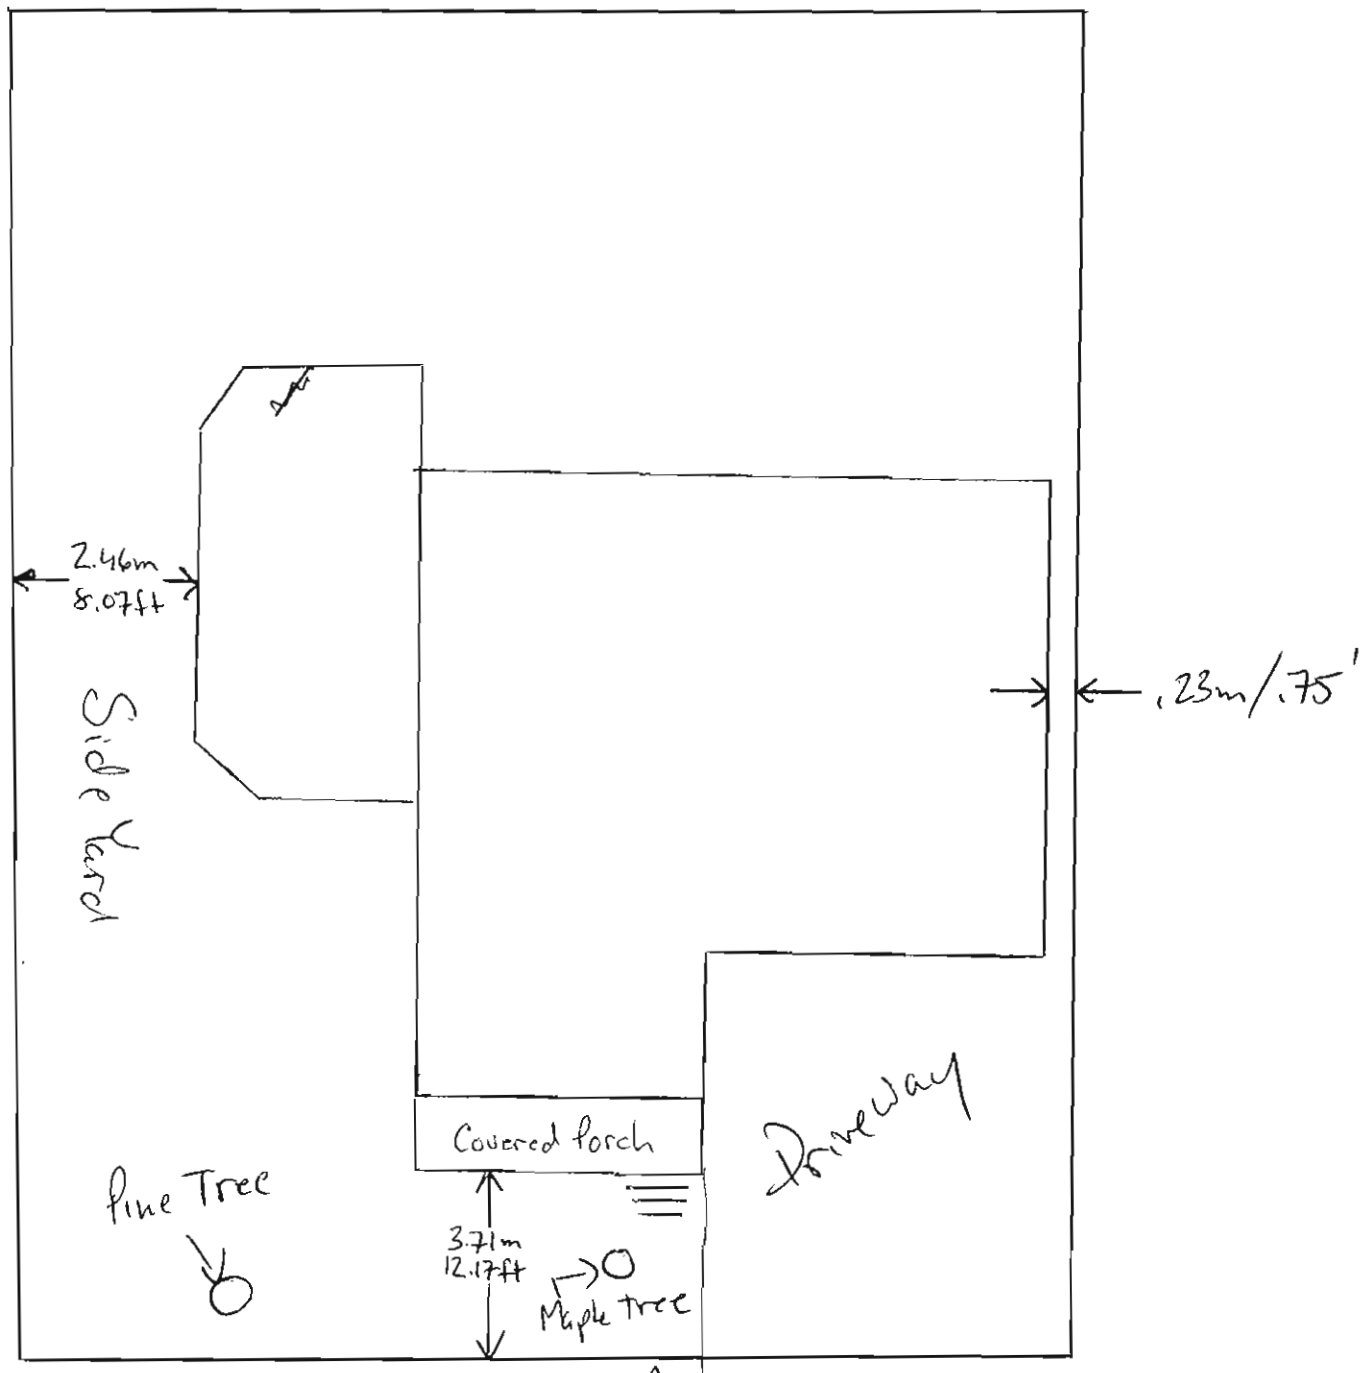 2.46m
8.07ft
Side Yard
.23m/.75'
Driveway
Covered Porch
Pine Tree
3.71m
12.17ft
Maple Tree